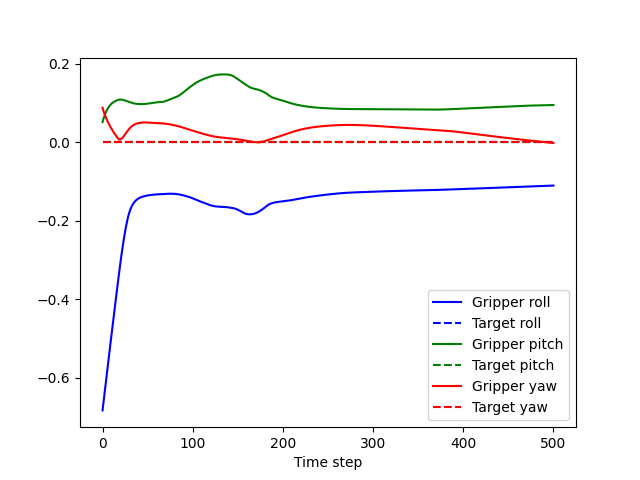 0.2
0.0
−0.2
−0.4
−0.6
0
100
200
300
400
500
Time step
Gripper roll
Target roll
Gripper pitch
Target pitch
Gripper yaw
Target yaw